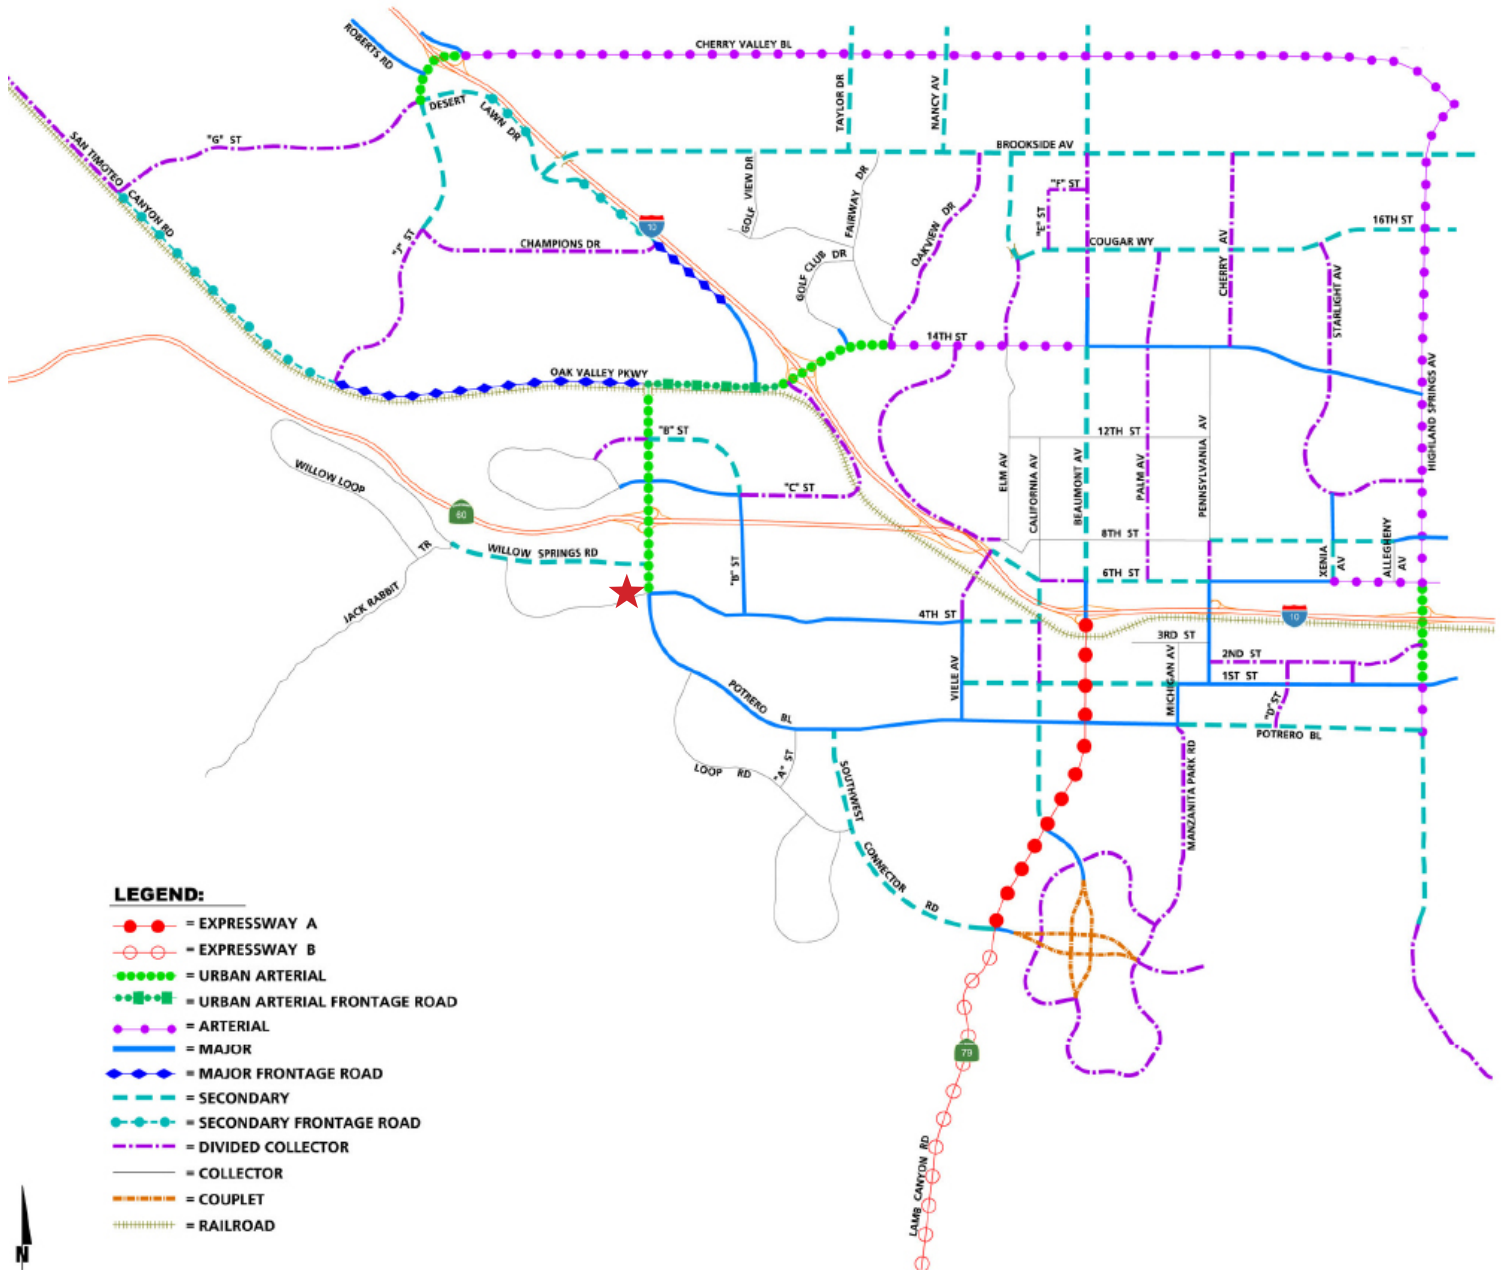 ROBERTS RD
CHERRY VALLEY BL
DESERT
LAWN DR
TAYLOR DR
NANCY AV
"G" ST
SAN TIMOTEO CANYON RD
BROOKSIDE AV
GOLF VIEW DR
FAIRWAY DR
OAKVIEW DR
"F" ST
"E" ST
16TH ST
10
"J" ST
CHAMPIONS DR
COUGAR WY
CHERRY AV
GOLF CLUB DR
STARLIGHT AV
14TH ST
OAK VALLEY PKWY
HIGHLAND SPRINGS AV
"B" ST
12TH ST
ELM AV
CALIFORNIA AV
BEAUMONT AV
PALM AV
PENNSYLVANIA AV
WILLOW LOOP
"C" ST
60
8TH ST
XENIA AV
ALLEGHENY AV
JACK RABBIT TR
WILLOW SPRINGS RD
"B" ST
6TH ST
4TH ST
10
3RD ST
2ND ST
1ST ST
VIELE AV
MICHIGAN AV
"D" ST
POTRERO BL
POTRERO BL
LOOP RD
"A" ST
SOUTHWEST
CONNECTOR RD
MANZANITA PARK RD
79
LAMB CANYON RD
LEGEND:
= EXPRESSWAY A
= EXPRESSWAY B
= URBAN ARTERIAL
= URBAN ARTERIAL FRONTAGE ROAD
= ARTERIAL
= MAJOR
= MAJOR FRONTAGE ROAD
= SECONDARY
= SECONDARY FRONTAGE ROAD
= DIVIDED COLLECTOR
= COLLECTOR
= COUPLET
= RAILROAD
N